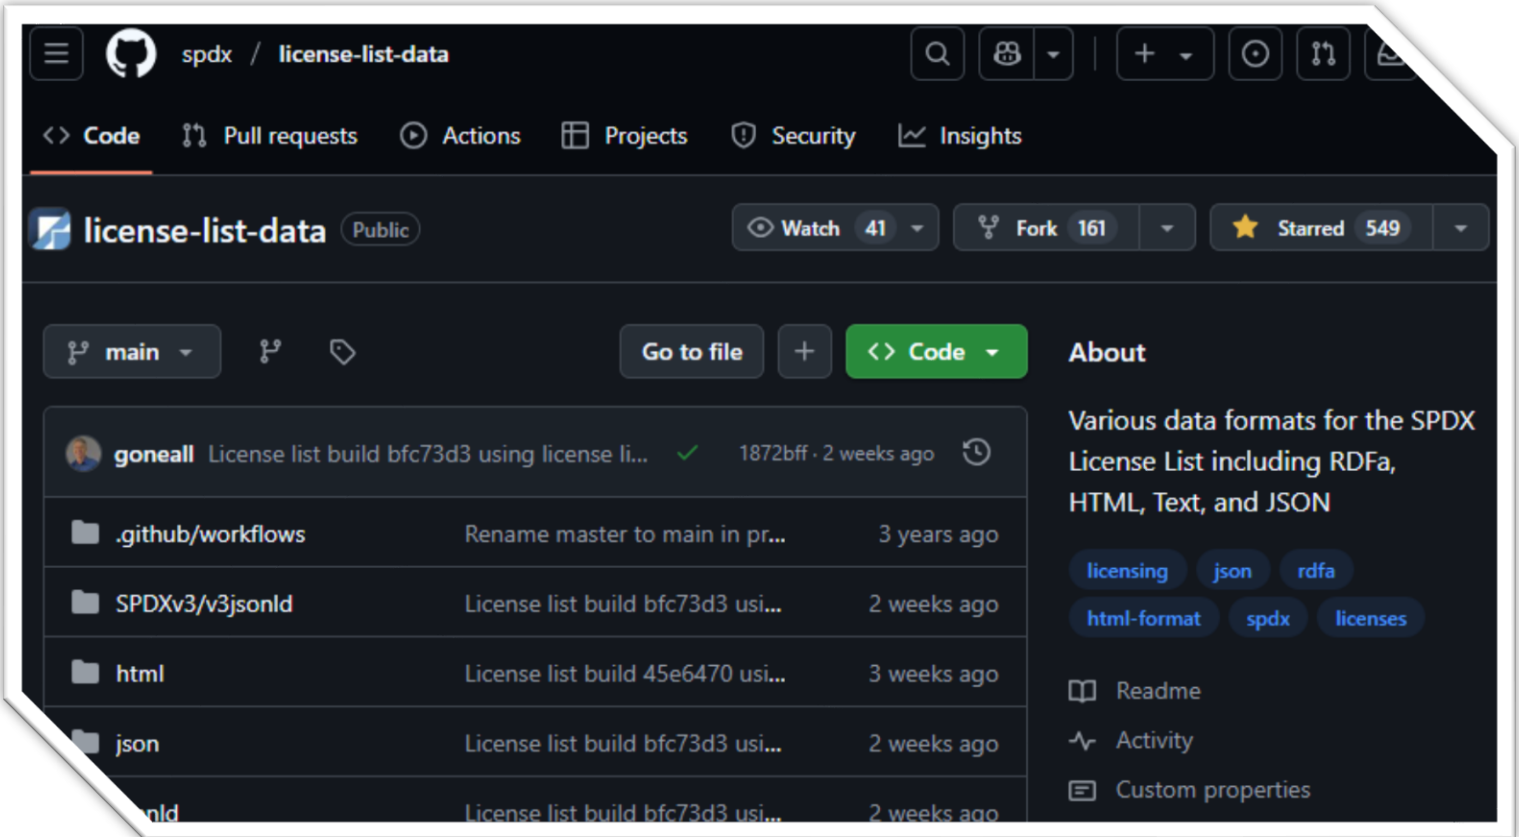 spdx / license-list-data
Code Pull requests Actions Projects Security Insights
license-list-data Public Watch 41 Fork 161 Starred 549
main Go to file + Code
About
Various data formats for the SPDX
License List including RDFa,
HTML, Text, and JSON
licensing json rdfa
html-format spdx licenses
Readme
Activity
Custom properties
goneall License list build bfc73d3 using license li... 1872bff · 2 weeks ago
.github/workflows Rename master to main in pr... 3 years ago
SPDXv3/v3jsonld License list build bfc73d3 usi... 2 weeks ago
html License list build 45e6470 usi... 3 weeks ago
json License list build bfc73d3 usi... 2 weeks ago
License list build bfc73d3 usi... 2 weeks ago